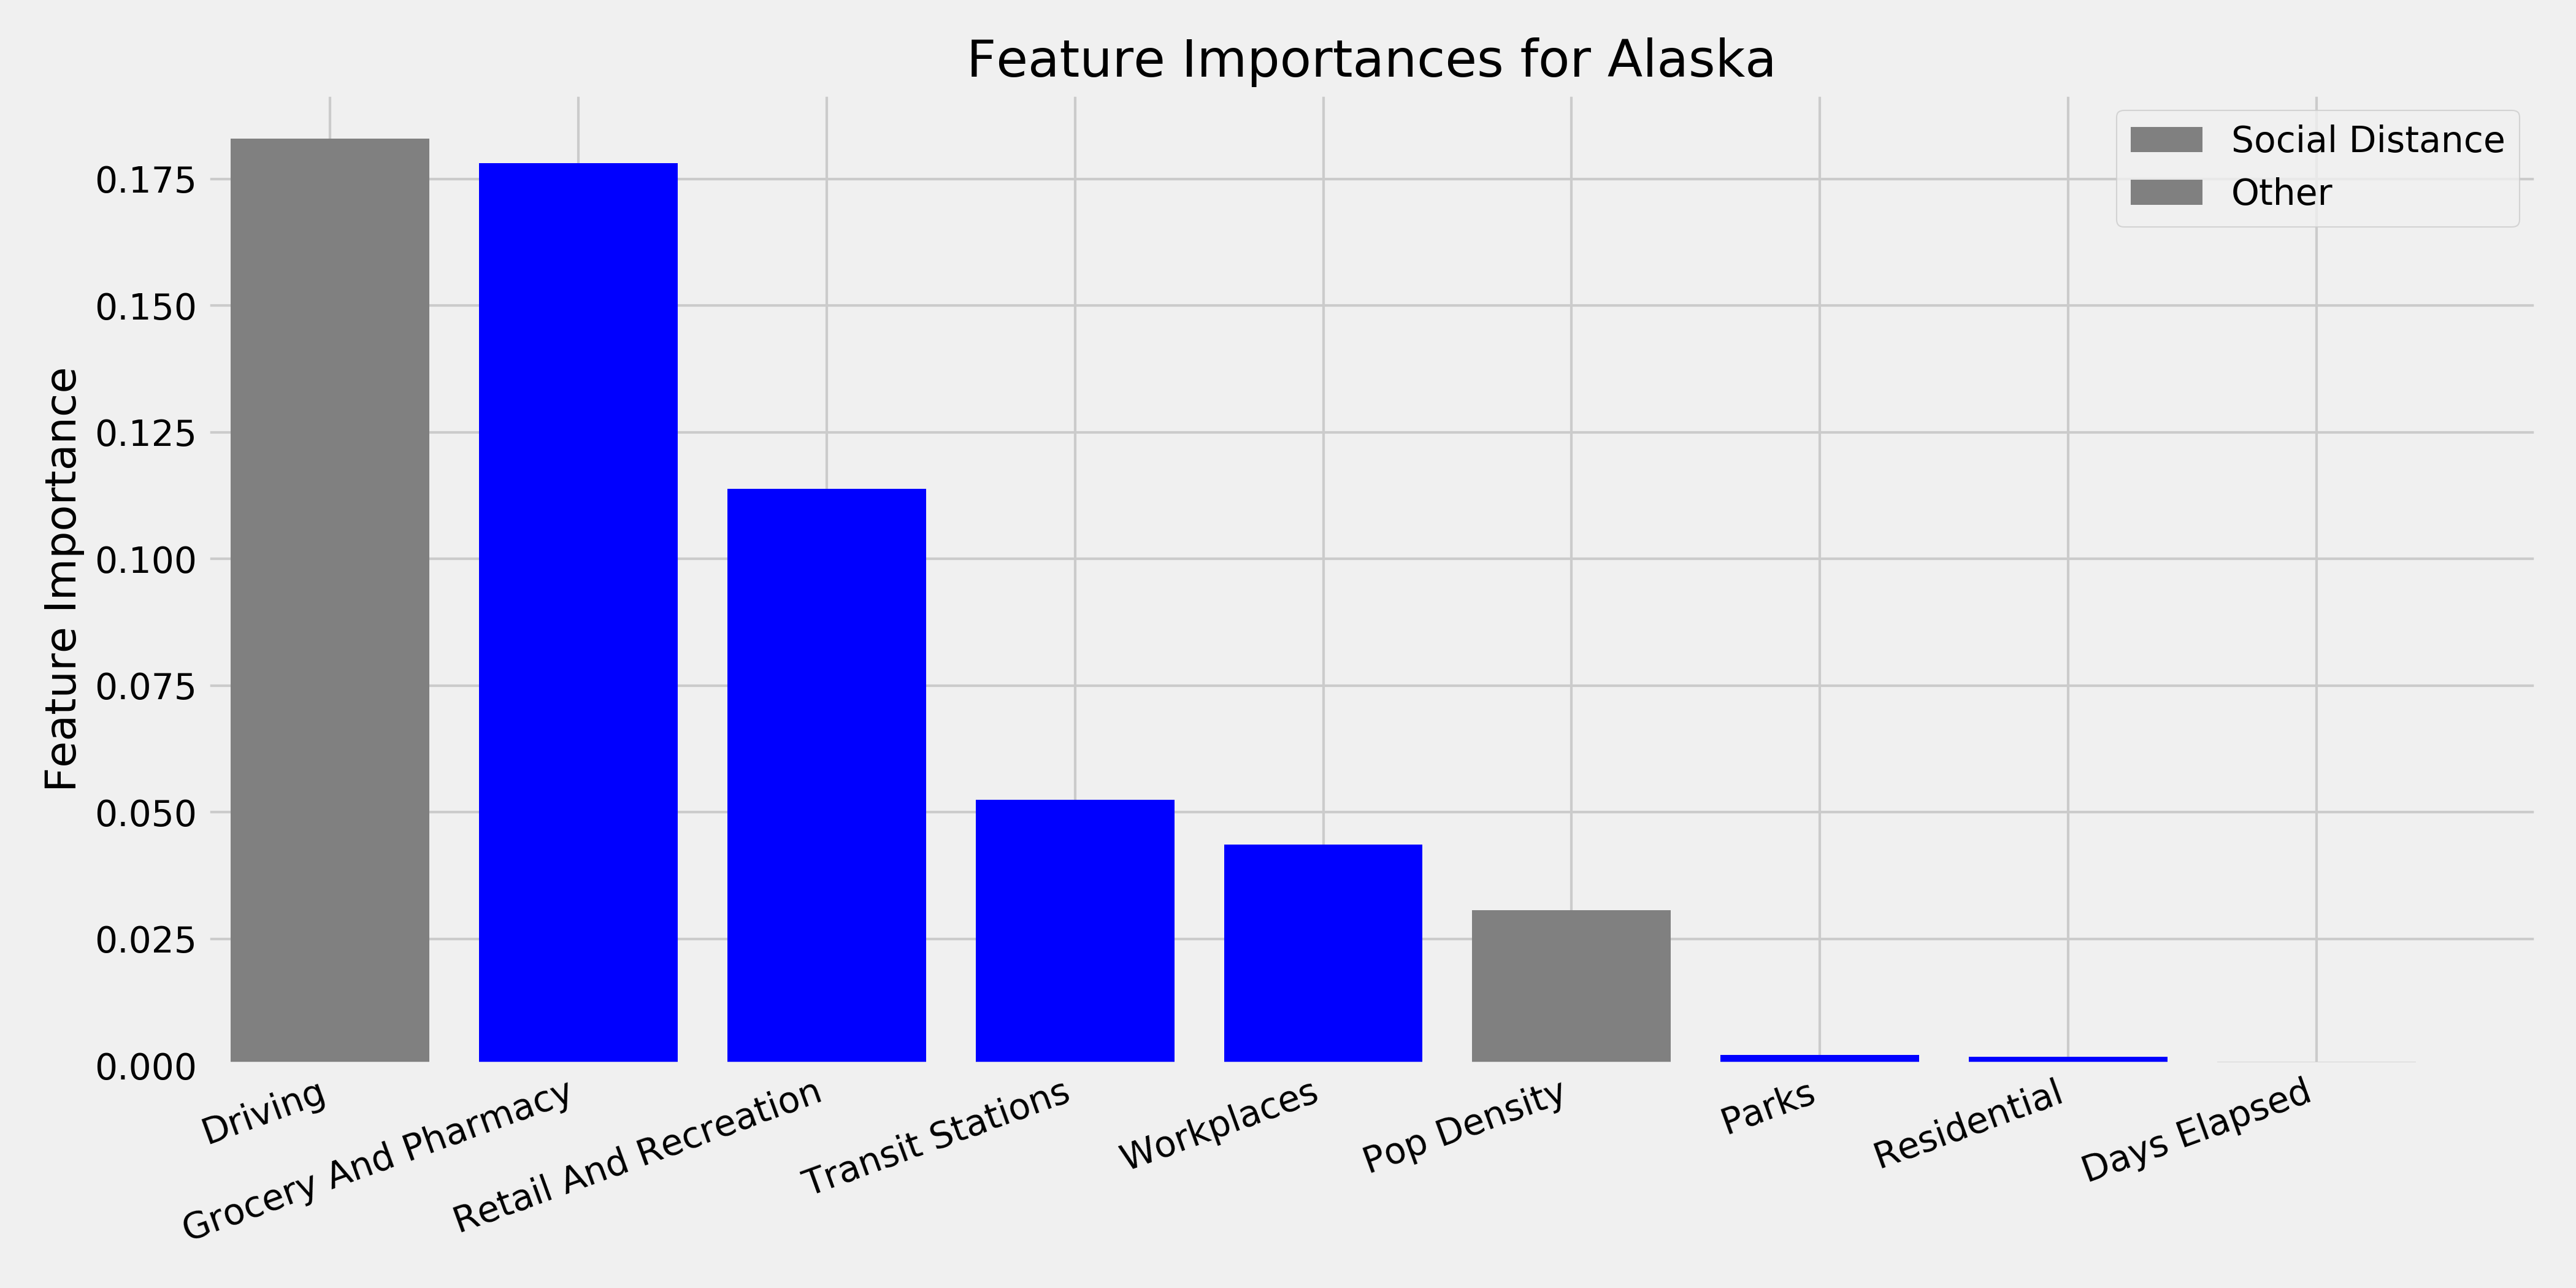 Feature Importances for Alaska
Social Distance
Other
Feature Importance
0.175
0.150
0.125
0.100
0.075
0.050
0.025
0.000
Driving
Grocery And Pharmacy
Retail And Recreation
Transit Stations
Workplaces
Pop Density
Parks
Residential
Days Elapsed